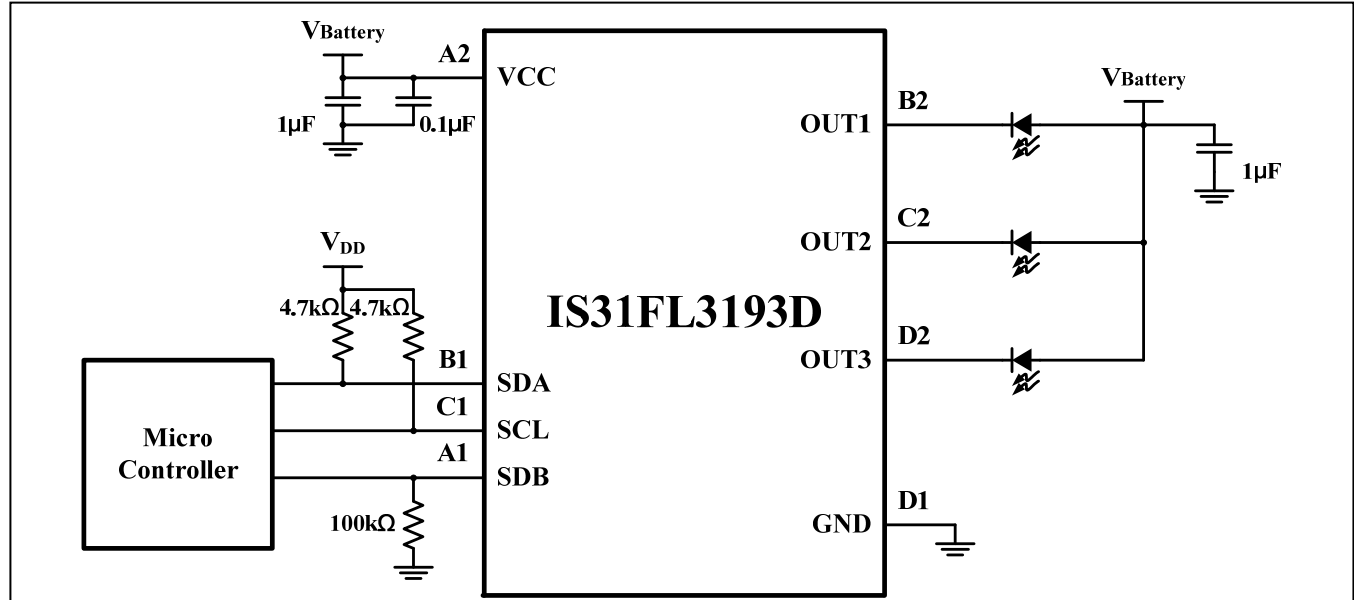 VBattery
A2
VCC
1μF
0.1μF
VDD
4.7kΩ
4.7kΩ
B1
SDA
C1
SCL
A1
SDB
Micro
Controller
100kΩ
IS31FL3193D
B2
OUT1
C2
OUT2
D2
OUT3
D1
GND
VBattery
1μF